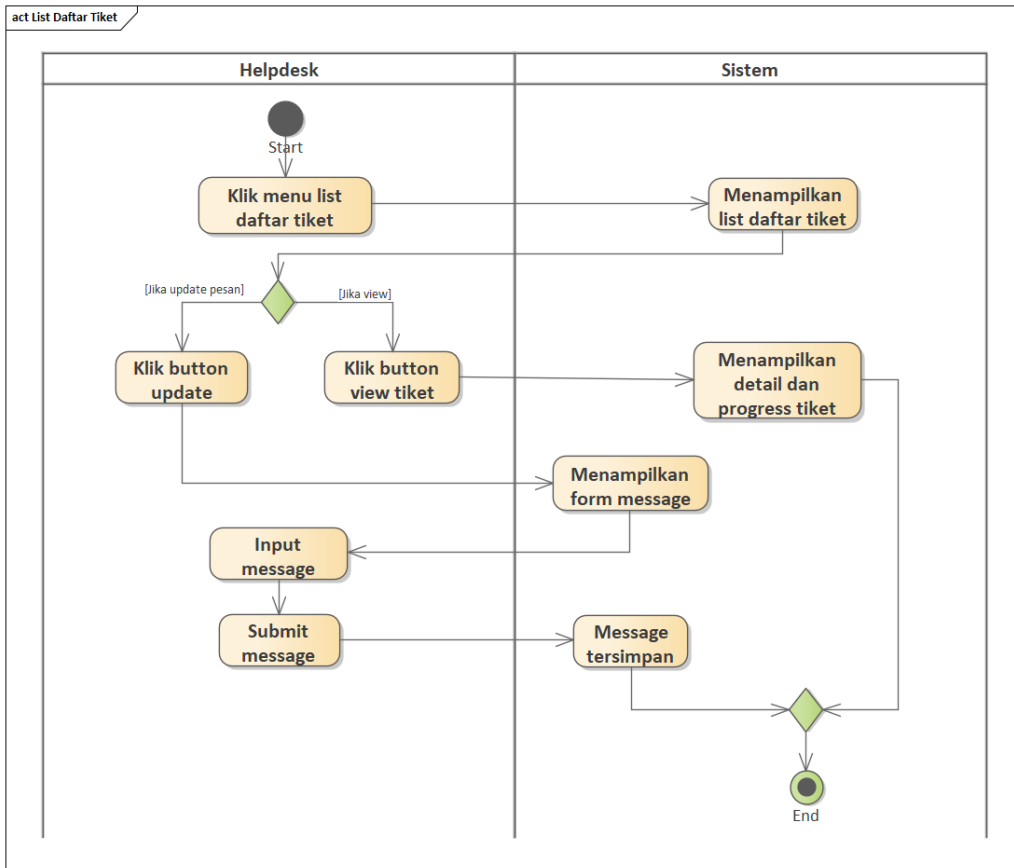 act List Daftar Tiket
Helpdesk
Sistem
Start
Klik menu list
daftar tiket
Menampilkan
list daftar tiket
[Jika update pesan]
[Jika view]
Klik button
update
Klik button
view tiket
Menampilkan
detail dan
progress tiket
Menampilkan
form message
Input
message
Submit
message
Message
tersimpan
End